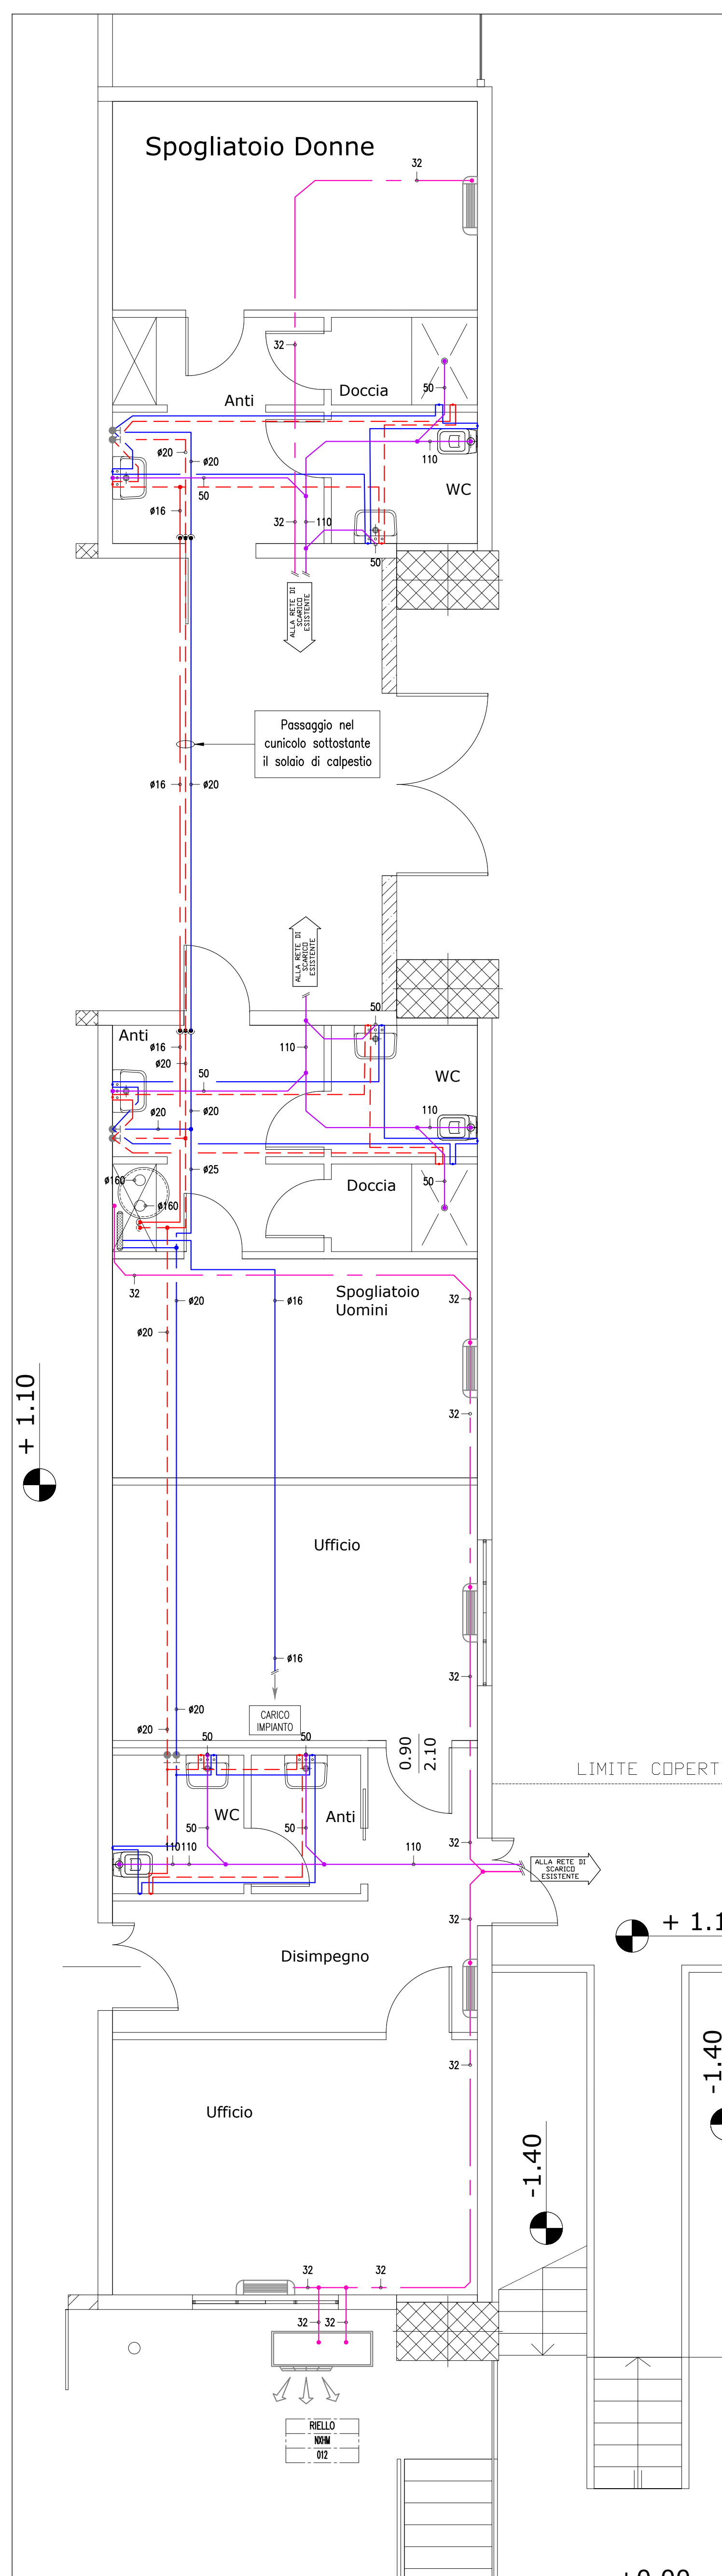 Spogliatoio Donne
32
32
50
Doccia
Anti
ø20
ø20
110
WC
50
ø16
32
110
50
ALLA RETE DI
SCARICO
ESISTENTE
Passaggio nel
cunicolo sottostante
il solaio di calpestio
ø16
ø20
ALLA RETE DI
SCARICO
ESISTENTE
50
Anti
ø16
110
ø20
WC
50
ø20
ø20
110
ø25
ø160
50
Doccia
ø160
32
Spogliatoio
Uomini
ø20
ø16
32
ø20
+ 1.10
32
Ufficio
ø16
32
ø20
CARICO
IMPIANTO
ø20
50
50
0.90
2.10
LIMITE COPERT
WC
Anti
50
50
32
110
110
110
ALLA RETE DI
SCARICO
ESISTENTE
32
+ 1.1
Disimpegno
-1.40
32
Ufficio
-1.40
32
32
32
32
RIELLO
NXHM
012
+0.00